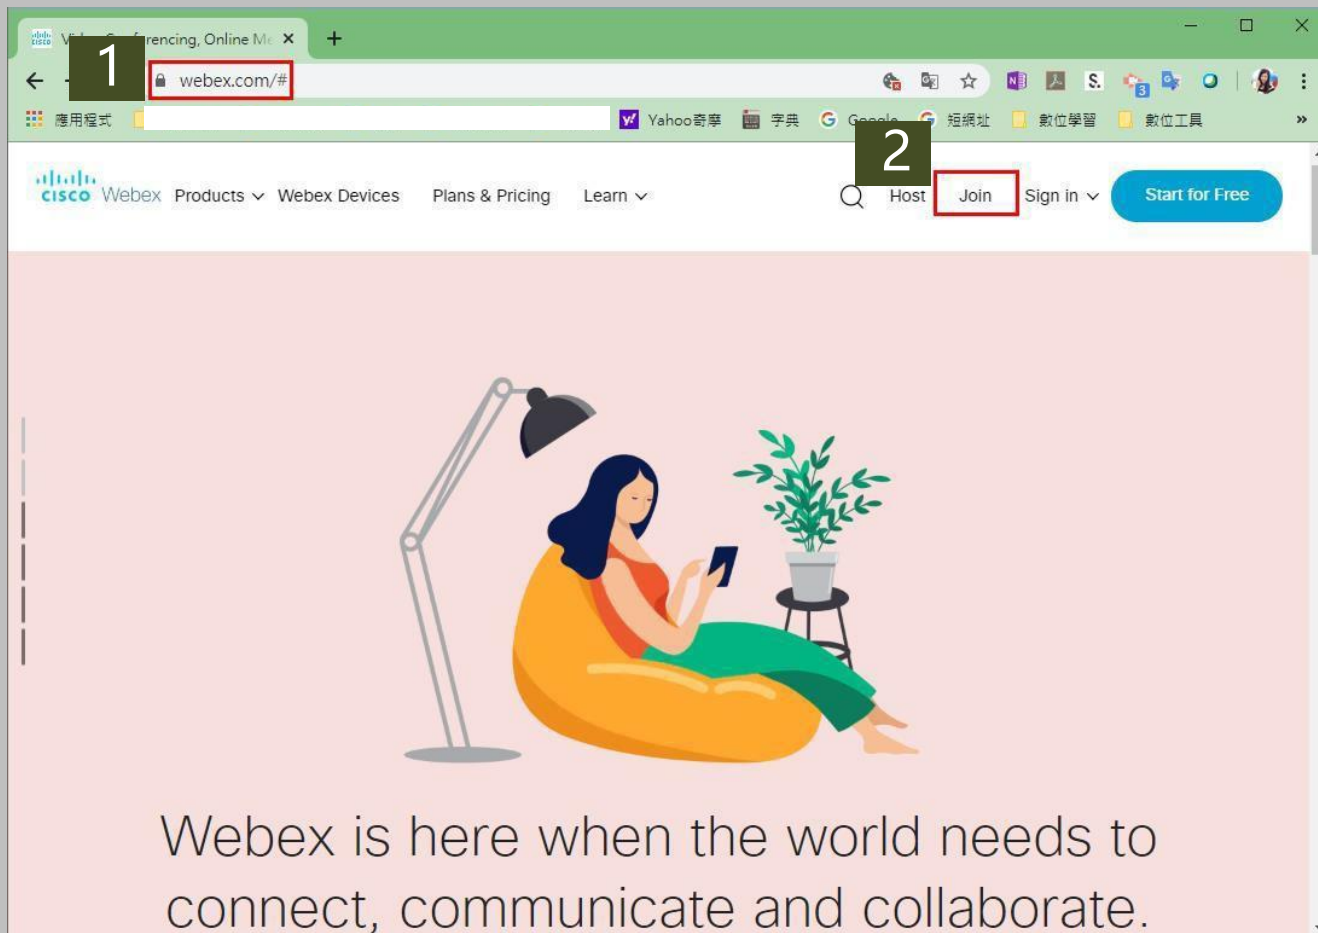 rencing, Online Me
1
webex.com/#
3
應用程式
Yahoo奇摩
字典
短網址
數位學習
數位工具
2
CISCO Webex Products Webex Devices Plans & Pricing Learn Host Join Sign in Start for Free
Webex is here when the world needs to
connect, communicate and collaborate.